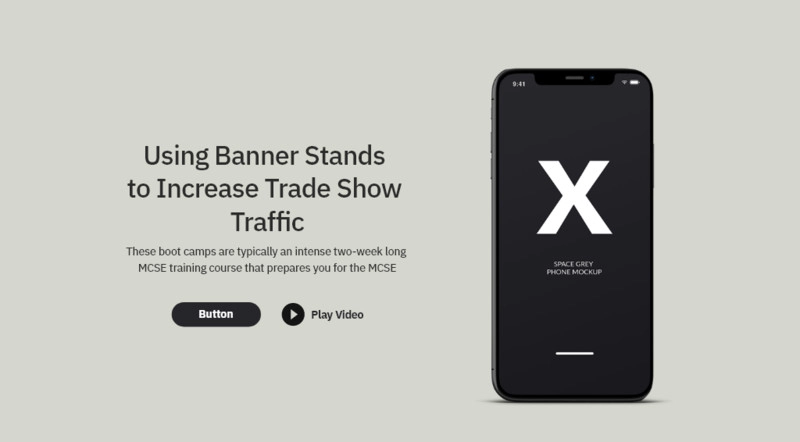 Using Banner Stands
to Increase Trade Show
Traffic
These boot camps are typically an intense two-week long
MCSE training course that prepares you for the MCSE
Button
Play Video
9:41
X
SPACE GREY
PHONE MOCKUP